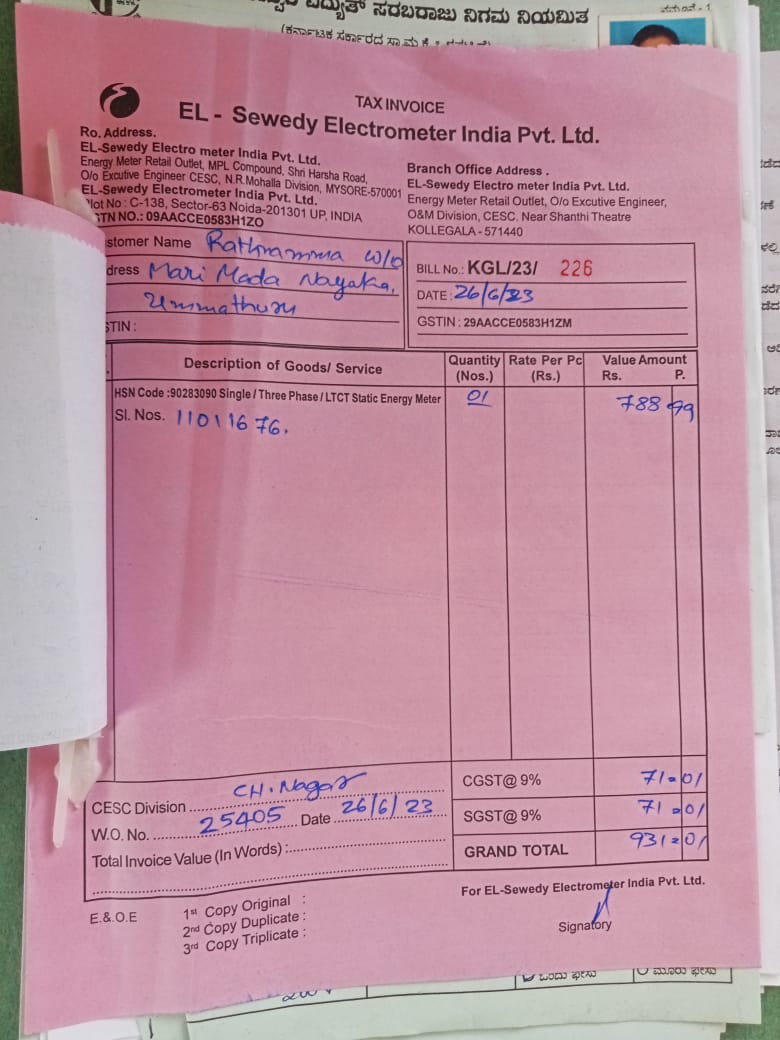 ವಿದ್ಯುತ್ ಸರಬರಾಜು ನಿಗಮ ನಿಯಮಿತ
TAX INVOICE
EL - Sewedy Electrometer India Pvt. Ltd.
Ro. Address.
EL-Sewedy Electro meter India Pvt. Ltd.
Energy Meter Retail Outlet, MPL Compound, Shri Harsha Road,
O/o Excutive Engineer CESC, N.R.Mohalla Division, MYSORE-570001
EL-Sewedy Electrometer India Pvt. Ltd.
Plot No : C-138, Sector-63 Noida-201301 UP, INDIA
GSTN NO.: 09AACCE0583H1ZO
Branch Office Address .
EL-Sewedy Electro meter India Pvt. Ltd.
Energy Meter Retail Outlet, O/o Excutive Engineer,
O&M Division, CESC. Near Shanthi Theatre
KOLLEGALA - 571440
stomer Name Rathnamma W/o
dress Mari Mada Nayaka,
Ummathuru
STIN :
BILL No.: KGL/23/ 226
DATE : 26/6/23
GSTIN : 29AACCE0583H1ZM
Description of Goods/ Service Quantity (Nos.) Rate Per Pc (Rs.) Value Amount Rs. P.
HSN Code :90283090 Single / Three Phase / LTCT Static Energy Meter 01 788 99
Sl. Nos. 11011676.
CGST@ 9% 71=01
SGST@ 9% 71=01
GRAND TOTAL 931=01
CESC Division CH. Nagar
W.O. No. 25405 Date 26/6/23
Total Invoice Value (In Words) :
For EL-Sewedy Electrometer India Pvt. Ltd.
Signatory
E.&.O.E
1st Copy Original :
2nd Copy Duplicate :
3rd Copy Triplicate :
ಒಂದು ಫೇಸು ಮೂರು ಫೇಸು